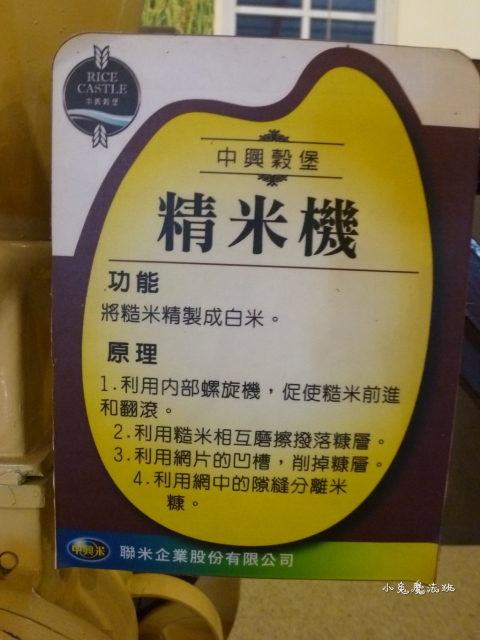 RICE
CASTLE
中興穀堡
中興穀堡
精米機
功能
將糙米精製成白米。
原理
1.利用內部螺旋機，促使糙米前進
和翻滾。
2.利用糙米相互磨擦撥落糠層。
3.利用網片的凹槽，削掉糠層。
4.利用網中的隙縫分離米
糠。
中興米
聯米企業股份有限公司
小兔魔法班